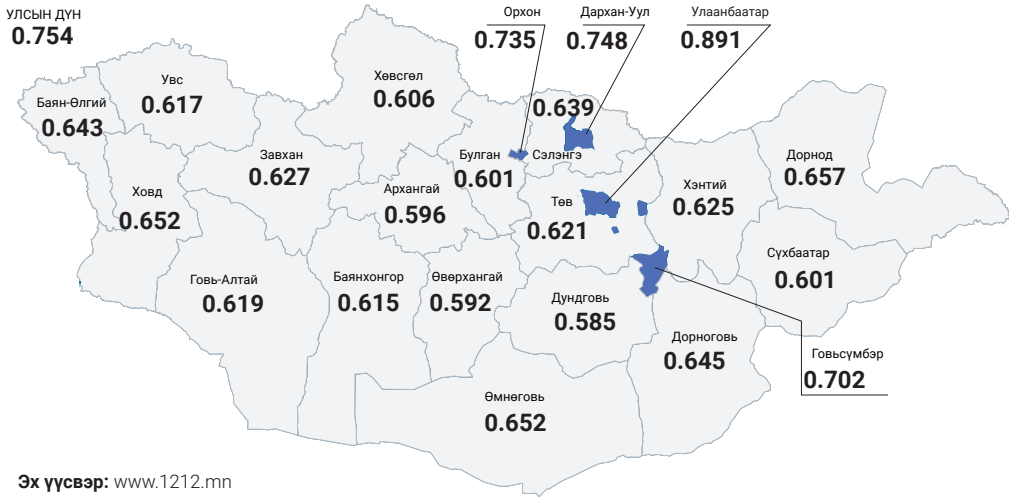 УЛСЫН ДҮН
0.754
Орхон
0.735
Дархан-Уул
0.748
Улаанбаатар
0.891
Баян-Өлгий
0.643
Увс
0.617
Хөвсгөл
0.606
0.639
Сэлэнгэ
Ховд
0.652
Завхан
0.627
Архангай
0.596
Булган
0.601
Төв
0.621
Хэнтий
0.625
Дорнод
0.657
Сүхбаатар
0.601
Говь-Алтай
0.619
Баянхонгор
0.615
Өвөрхангай
0.592
Дундговь
0.585
Дорноговь
0.645
Говьсүмбэр
0.702
Өмнөговь
0.652
Эх үүсвэр: www.1212.mn